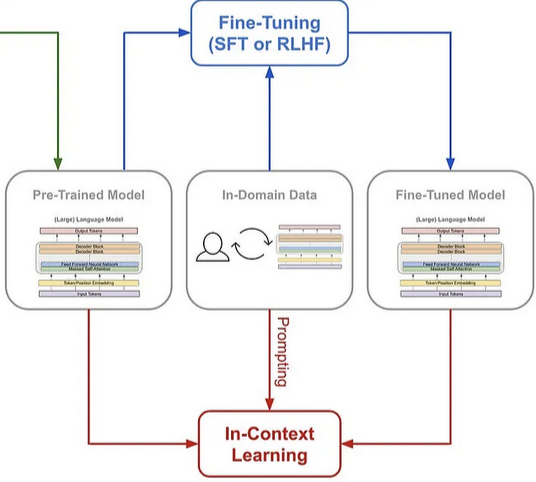 Fine-Tuning
(SFT or RLHF)
Pre-Trained Model
In-Domain Data
Fine-Tuned Model
(Large) Language Model
Output Tokens
Decoder Block
Decoder Block
Feed Forward Neural Network
Masked Self-Attention
Token/Position Embedding
Input Tokens
(Large) Language Model
Output Tokens
Decoder Block
Decoder Block
Feed Forward Neural Network
Masked Self-Attention
Token/Position Embedding
Input Tokens
Prompting
In-Context
Learning